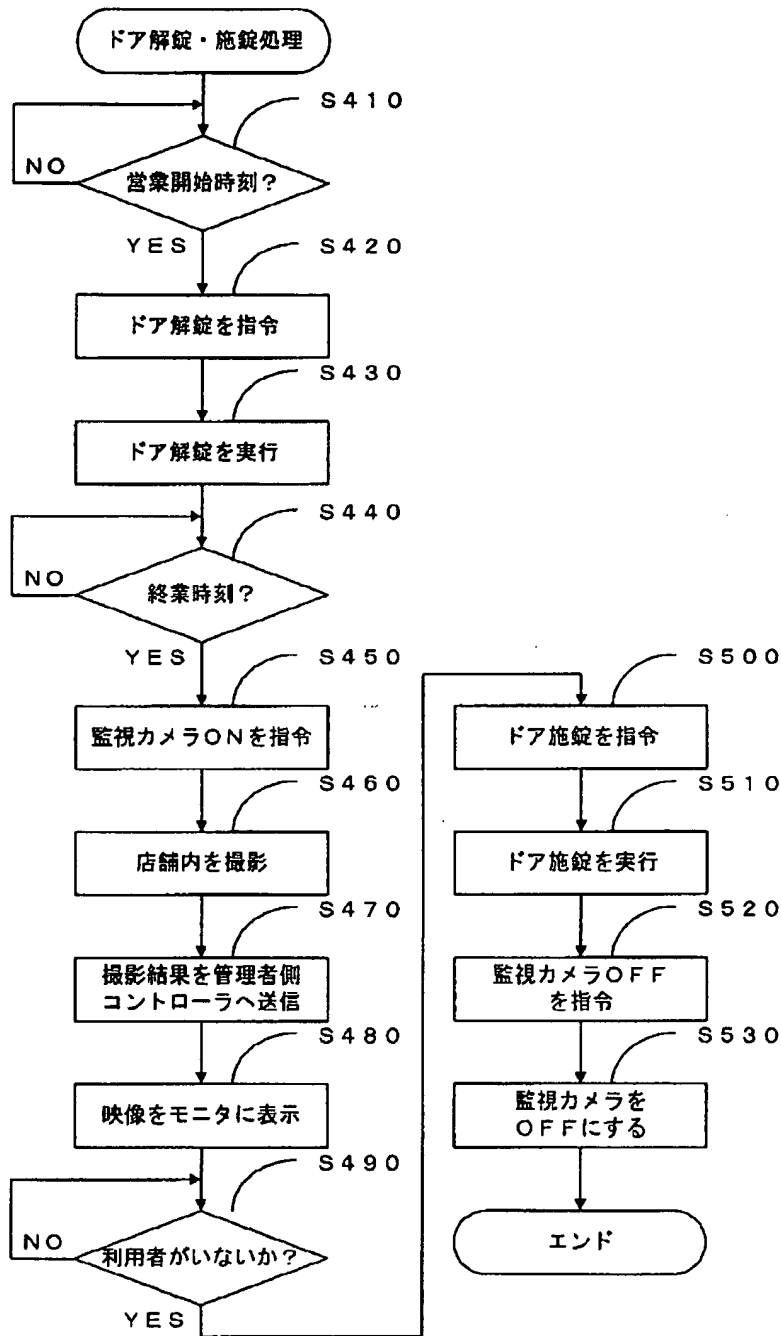 ドア解錠・施錠処理
S410
営業開始時刻?
NO
YES
S420
ドア解錠を指令
S430
ドア解錠を実行
S440
終業時刻?
NO
YES
S450
監視カメラONを指令
S460
店舗内を撮影
S470
撮影結果を管理者側
コントローラへ送信
S480
映像をモニタに表示
S490
利用者がいないか?
NO
YES
S500
ドア施錠を指令
S510
ドア施錠を実行
S520
監視カメラOFF
を指令
S530
監視カメラを
OFFにする
エンド